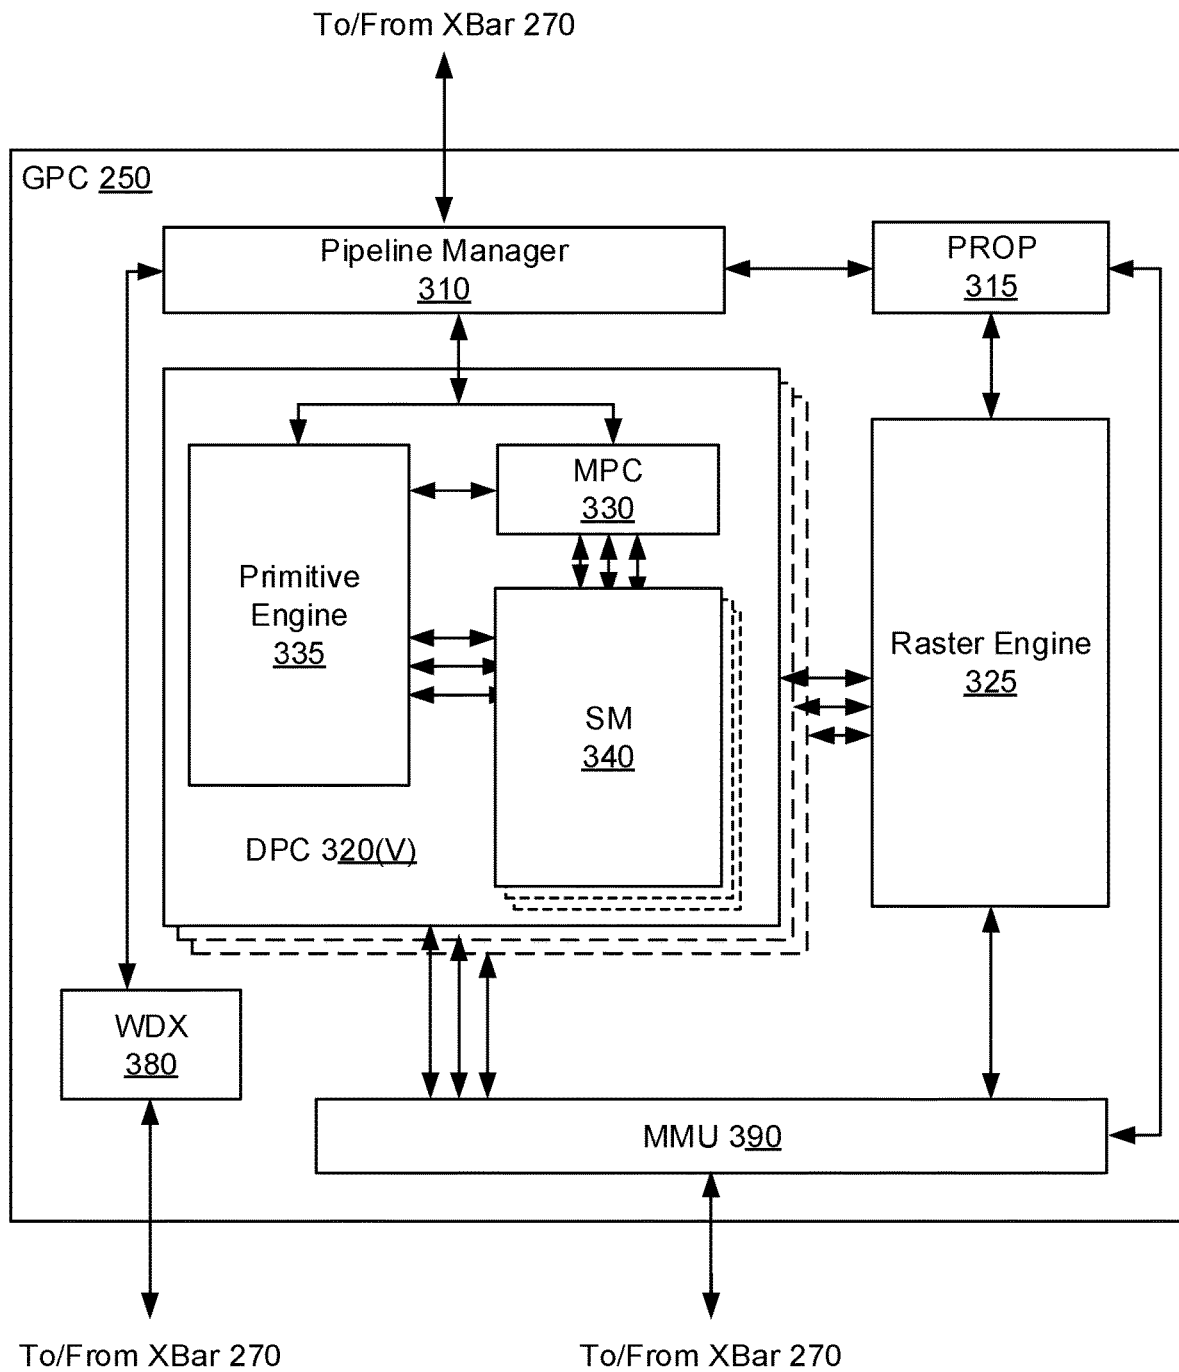 To/From XBar 270
GPC 250
Pipeline Manager
310
PROP
315
MPC
330
Primitive
Engine
335
Raster Engine
325
SM
340
DPC 320(V)
WDX
380
MMU 390
To/From XBar 270
To/From XBar 270